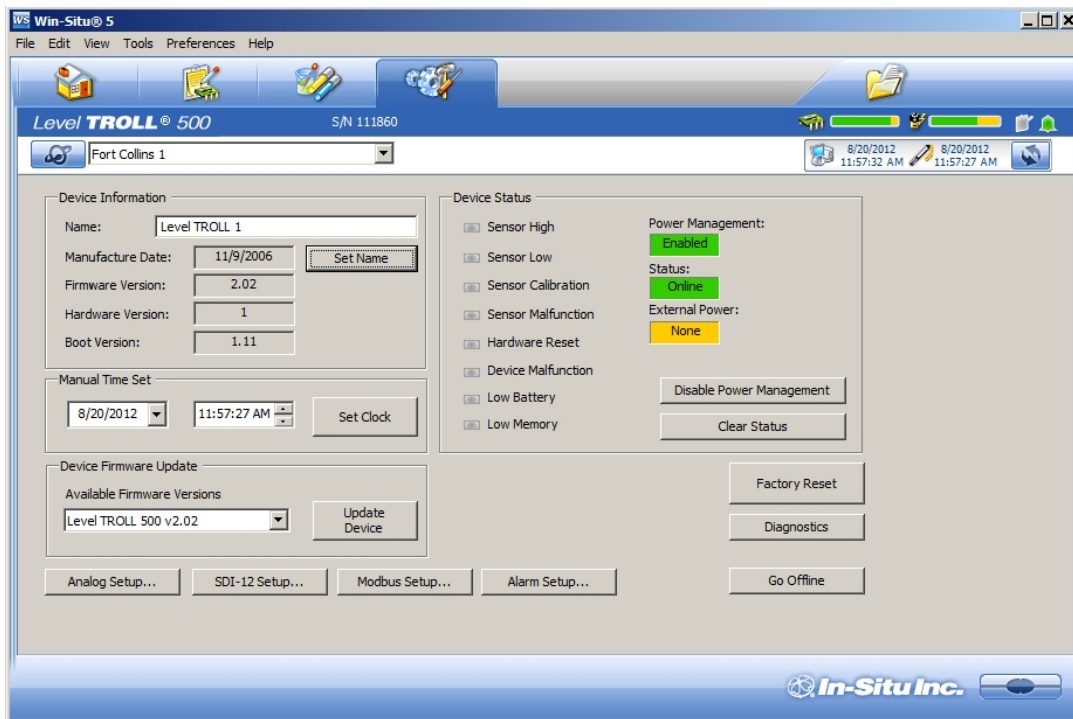 WS Win-Situ® 5
File Edit View Tools Preferences Help
Level TROLL® 500 S/N 111860
Fort Collins 1
8/20/2012 8/20/2012
11:57:32 AM 11:57:27 AM
Device Information
Name: Level TROLL 1
Manufacture Date: 11/9/2006 Set Name
Firmware Version: 2.02
Hardware Version: 1
Boot Version: 1.11
Manual Time Set
8/20/2012 11:57:27 AM Set Clock
Device Firmware Update
Available Firmware Versions
Level TROLL 500 v2.02 Update Device
Device Status
Sensor High
Sensor Low
Sensor Calibration
Sensor Malfunction
Hardware Reset
Device Malfunction
Low Battery
Low Memory
Power Management:
Enabled
Status:
Online
External Power:
None
Disable Power Management
Clear Status
Factory Reset
Diagnostics
Analog Setup... SDI-12 Setup... Modbus Setup... Alarm Setup... Go Offline
In-Situ Inc.